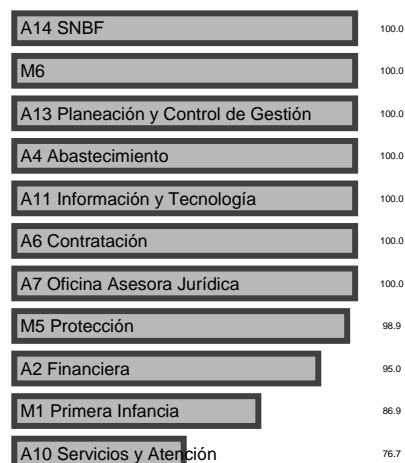 A14 SNBF 100.0
M6 100.0
A13 Planeación y Control de Gestión 100.0
A4 Abastecimiento 100.0
A11 Información y Tecnología 100.0
A6 Contratación 100.0
A7 Oficina Asesora Jurídica 100.0
M5 Protección 98.9
A2 Financiera 95.0
M1 Primera Infancia 86.9
A10 Servicios y Atención 76.7